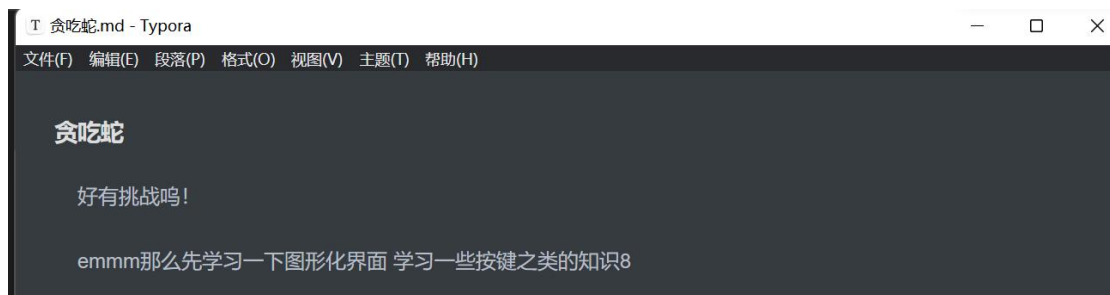 T 贪吃蛇.md - Typora
文件(F) 编辑(E) 段落(P) 格式(O) 视图(V) 主题(T) 帮助(H)
贪吃蛇
好有挑战呜！
emmm那么先学习一下图形化界面 学习一些按键之类的知识8